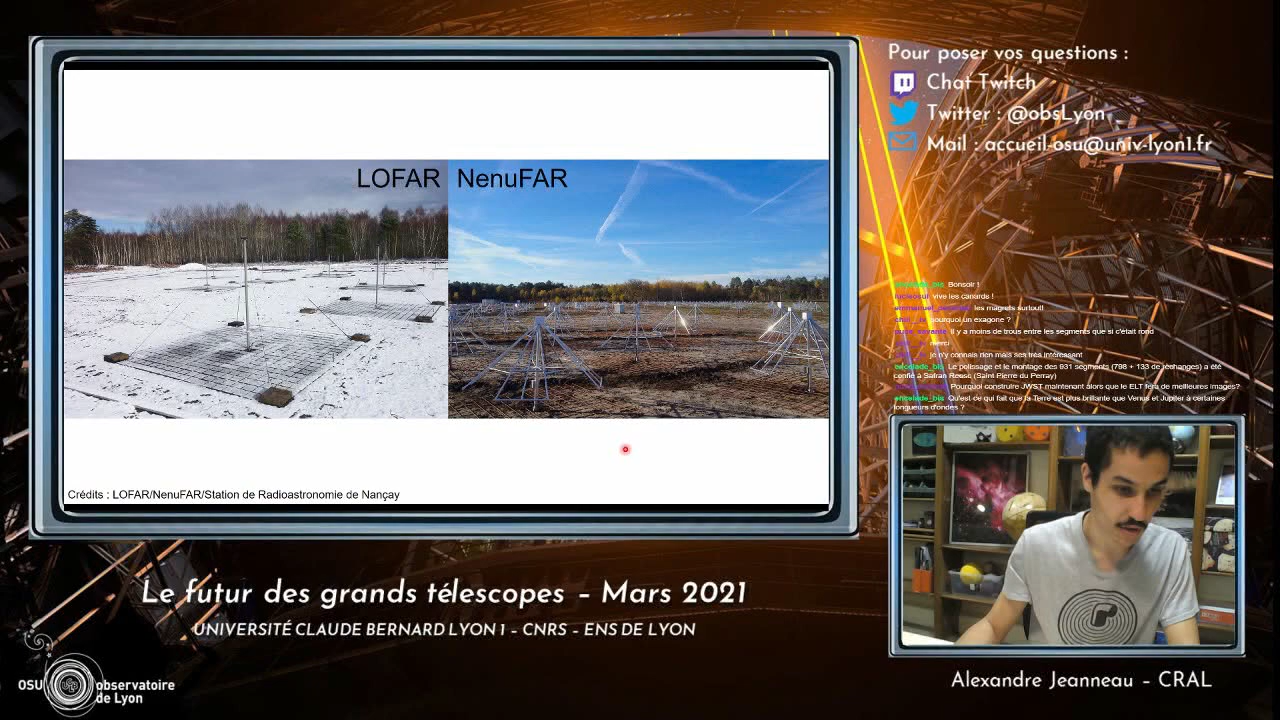 LOFAR NenuFAR
Crédits : LOFAR/NenuFAR/Station de Radioastronomie de Nançay
Pour poser vos questions :
Chat Twitch
Twitter : @obsLyon
Mail : accueil-osu@univ-lyon1.fr
Bonsoir !
vive les canards !
les magrets surtout!
pourquoi un exagone ?
il y a moins de trous entre les segments que si c'était rond
merci
je n'y connais rien mais ses très intéressant
encelade_bis Le polissage et le montage des 931 segments (798 + 133 de rechanges) a été
confié à Safran Reosc (Saint Pierre du Perray)
Pourquoi construire JWST maintenant alors que le ELT fera de meilleures images?
encelade_bis Qu'est ce qui fait que la Terre est plus brillante que Venus et Jupiter à certaines
longueurs d'ondes ?
Le futur des grands télescopes – Mars 2021
UNIVERSITÉ CLAUDE BERNARD LYON 1 – CNRS – ENS DE LYON
OSU observatoire
de Lyon
Alexandre Jeanneau – CRAL